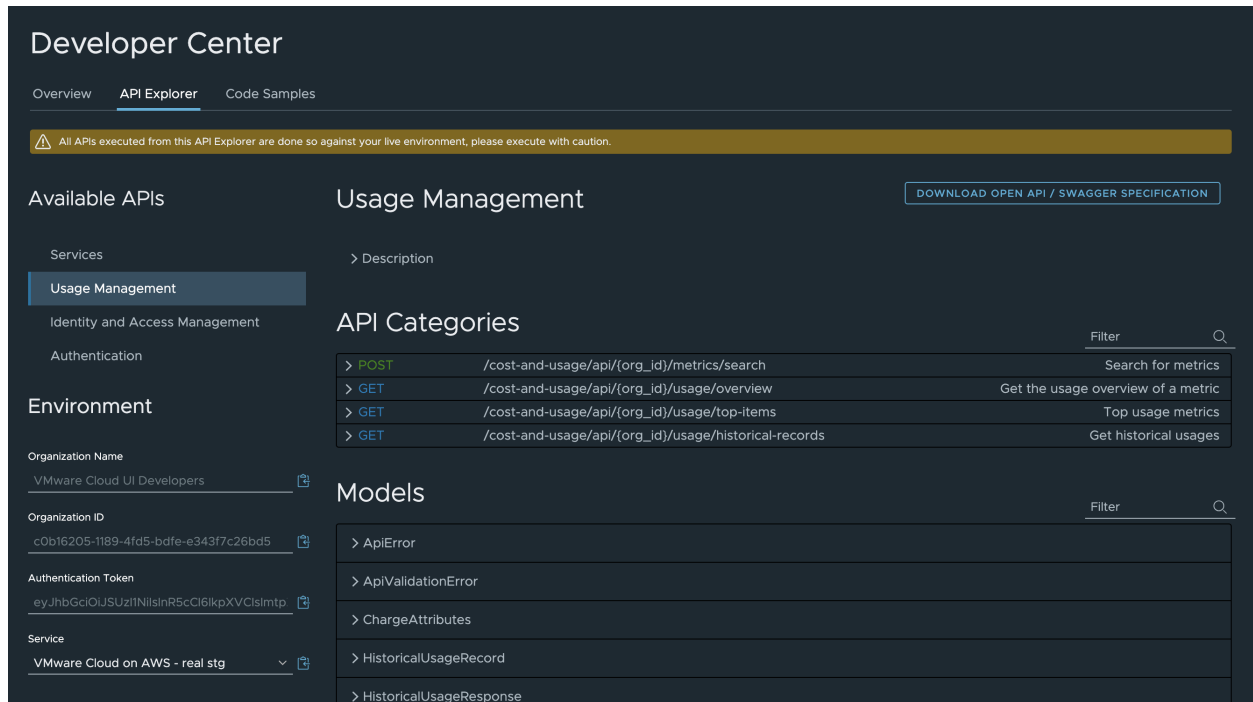 Developer Center
Overview API Explorer Code Samples
All APIs executed from this API Explorer are done so against your live environment, please execute with caution.
Available APIs
Services
Usage Management
Identity and Access Management
Authentication
Environment
Organization Name
VMware Cloud UI Developers
Organization ID
c0b16205-1189-4fd5-bdfe-e343f7c26bd5
Authentication Token
Service
VMware Cloud on AWS - real stg
Usage Management
DOWNLOAD OPEN API / SWAGGER SPECIFICATION
Description
API Categories
Filter
POST /cost-and-usage/api/{org_id}/metrics/search Search for metrics
GET /cost-and-usage/api/{org_id}/usage/overview Get the usage overview of a metric
GET /cost-and-usage/api/{org_id}/usage/top-items Top usage metrics
GET /cost-and-usage/api/{org_id}/usage/historical-records Get historical usages
Models
Filter
ApiError
ApiValidationError
ChargeAttributes
HistoricalUsageRecord
HistoricalUsageResponse